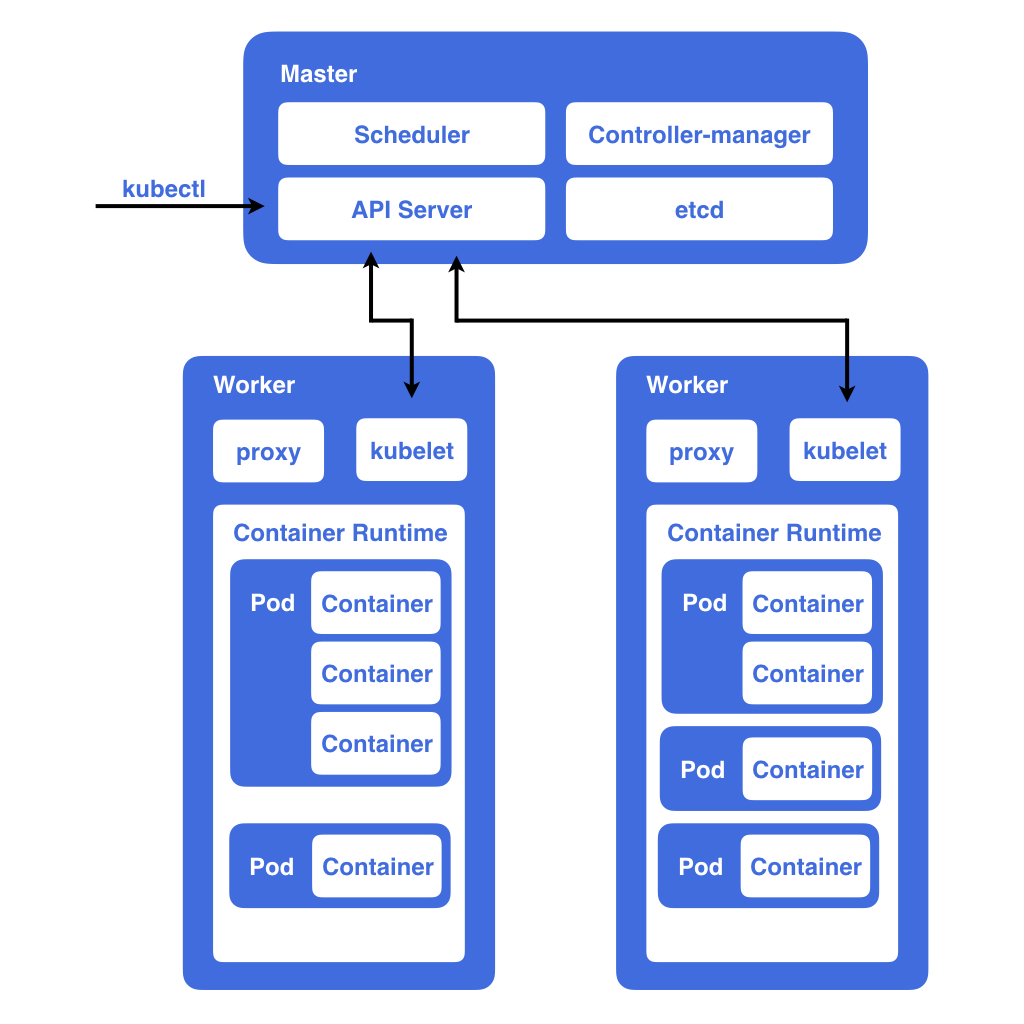 Master
Scheduler
Controller-manager
kubectl
API Server
etcd
Worker
proxy
kubelet
Container Runtime
Pod
Container
Container
Container
Pod
Container
Worker
proxy
kubelet
Container Runtime
Pod
Container
Container
Pod
Container
Pod
Container